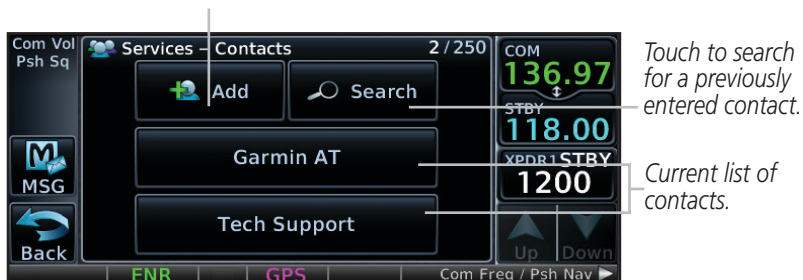 Com Vol
Psh Sq
Services – Contacts 2 / 250
Add
Search
Garmin AT
Tech Support
MSG
Back
COM
136.97
STBY
118.00
XPDR1 STBY
1200
Up Down
ENR GPS Com Freq / Psh Nav
Touch to search
for a previously
entered contact.
Current list of
contacts.